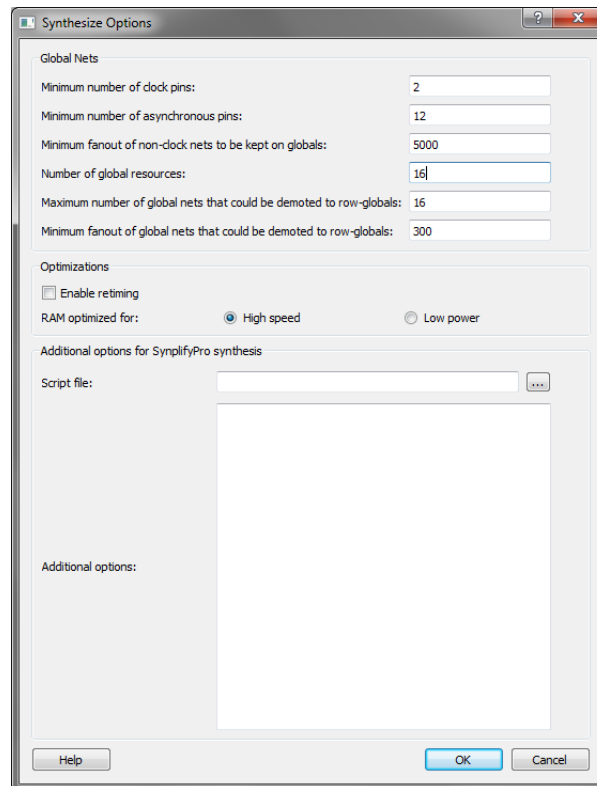 Synthesize Options
Global Nets
Minimum number of clock pins: 2
Minimum number of asynchronous pins: 12
Minimum fanout of non-clock nets to be kept on globals: 5000
Number of global resources: 16
Maximum number of global nets that could be demoted to row-globals: 16
Minimum fanout of global nets that could be demoted to row-globals: 300
Optimizations
Enable retiming
RAM optimized for: High speed Low power
Additional options for SynplifyPro synthesis
Script file: ...
Additional options:
Help OK Cancel